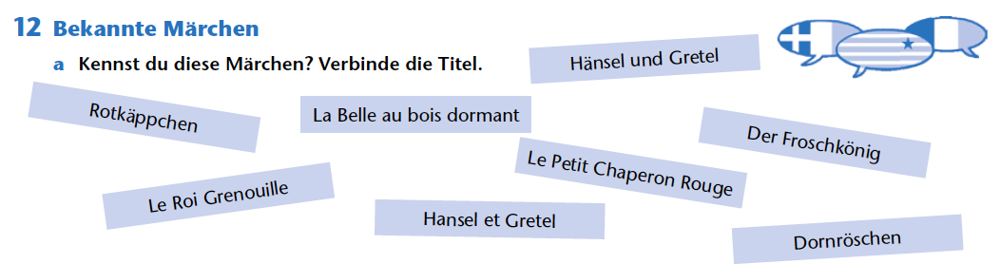 12 Bekannte Märchen
a Kennst du diese Märchen? Verbinde die Titel.
Hänsel und Gretel
Rotkäppchen
La Belle au bois dormant
Der Froschkönig
Le Petit Chaperon Rouge
Le Roi Grenouille
Hansel et Gretel
Dornröschen